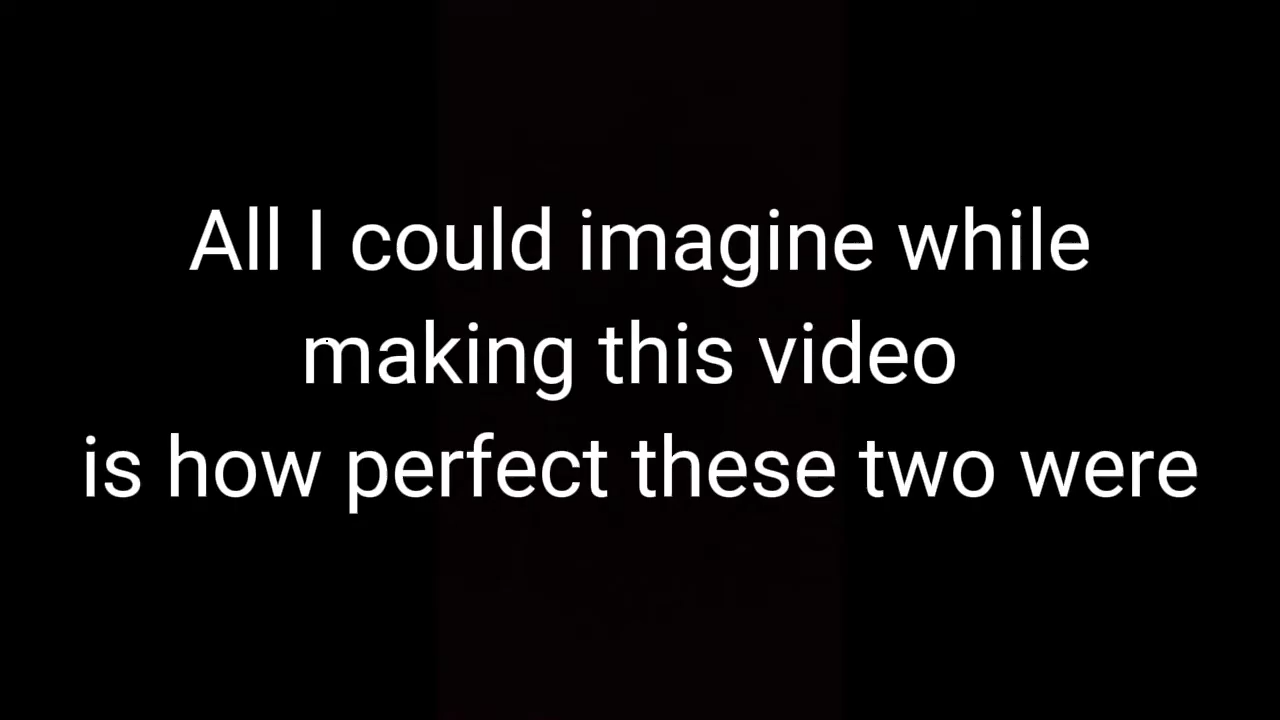 All I could imagine while
making this video
is how perfect these two were